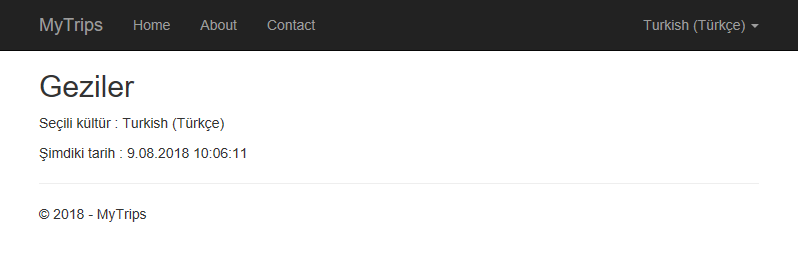 MyTrips Home About Contact Turkish (Türkçe)
Geziler
Seçili kültür : Turkish (Türkçe)
Şimdiki tarih : 9.08.2018 10:06:11
© 2018 - MyTrips